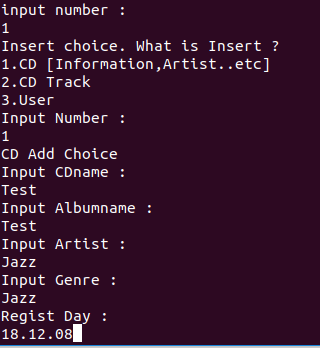 input number :
1
Insert choice. What is Insert ?
1.CD [Information,Artist..etc]
2.CD Track
3.User
Input Number :
1
CD Add Choice
Input CDname :
Test
Input Albumname :
Test
Input Artist :
Jazz
Input Genre :
Jazz
Regist Day :
18.12.08